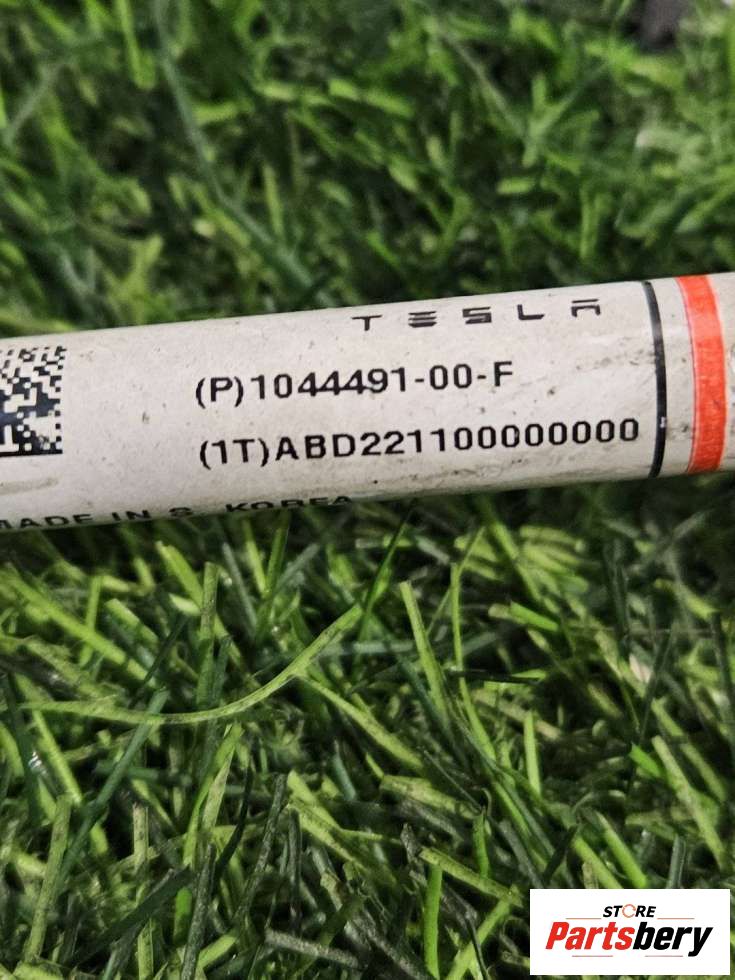 TESLA
(P)1044491-00-F
(1T)ABD221100000000
MADE IN S. KOREA
STORE
Partsbery